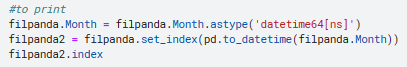 #to print
filpanda.Month = filpanda.Month.astype('datetime64[ns]')
filpanda2 = filpanda.set_index(pd.to_datetime(filpanda.Month))
filpanda2.index